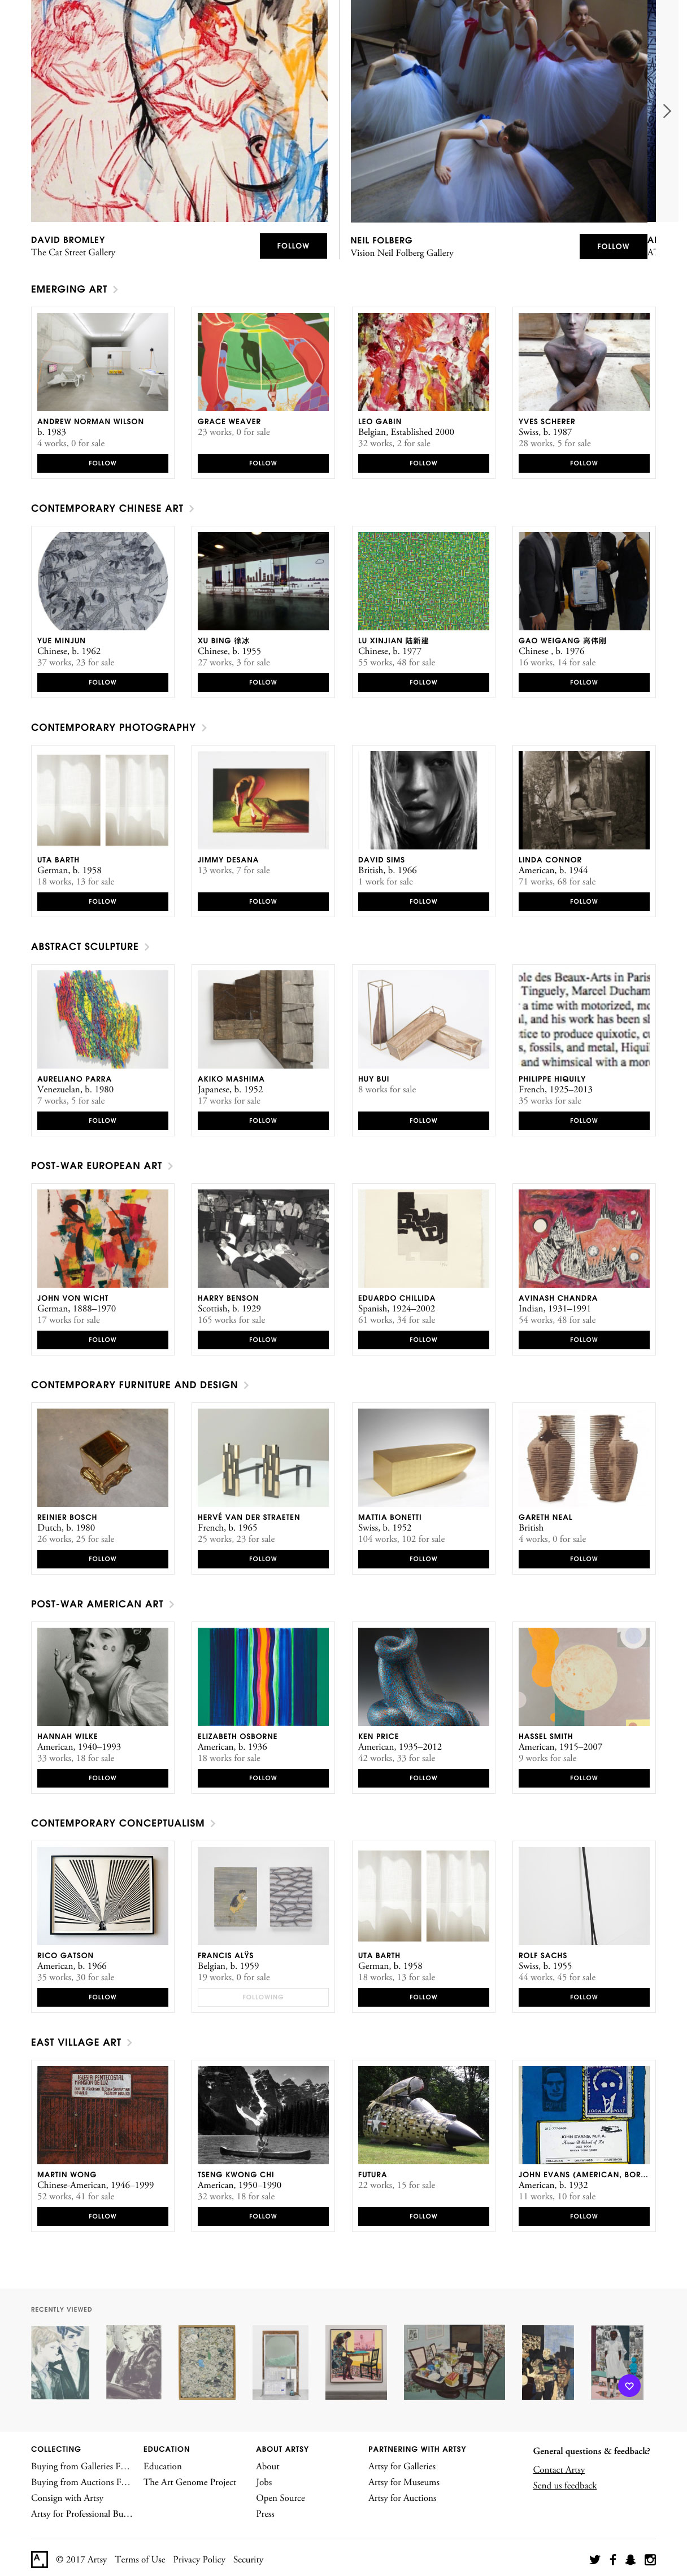 DAVID BROMLEY
The Cat Street Gallery
FOLLOW
NEIL FOLBERG
Vision Neil Folberg Gallery
FOLLOW
EMERGING ART
ANDREW NORMAN WILSON
b. 1983
4 works, 0 for sale
FOLLOW
GRACE WEAVER
23 works, 0 for sale
FOLLOW
LEO GABIN
Belgian, Established 2000
32 works, 2 for sale
FOLLOW
YVES SCHERER
Swiss, b. 1987
28 works, 5 for sale
FOLLOW
CONTEMPORARY CHINESE ART
YUE MINJUN
Chinese, b. 1962
37 works, 23 for sale
FOLLOW
XU BING 徐冰
Chinese, b. 1955
27 works, 3 for sale
FOLLOW
LU XINJIAN 陆新建
Chinese, b. 1977
55 works, 48 for sale
FOLLOW
GAO WEIGANG 高伟刚
Chinese , b. 1976
16 works, 14 for sale
FOLLOW
CONTEMPORARY PHOTOGRAPHY
UTA BARTH
German, b. 1958
18 works, 13 for sale
FOLLOW
JIMMY DESANA
13 works, 7 for sale
FOLLOW
DAVID SIMS
British, b. 1966
1 work for sale
FOLLOW
LINDA CONNOR
American, b. 1944
71 works, 68 for sale
FOLLOW
ABSTRACT SCULPTURE
AURELIANO PARRA
Venezuelan, b. 1980
7 works, 5 for sale
FOLLOW
AKIKO MASHIMA
Japanese, b. 1952
17 works for sale
FOLLOW
HUY BUI
8 works for sale
FOLLOW
ole des Beaux-Arts in Paris
Tinguely, Marcel Ducham
a time with motorized, mo
l, and his work has been sl
tice to produce quixotic, cu
s, fossils, and metal, Hiqui
and whimsical with a mor
PHILIPPE HIQUILY
French, 1925–2013
35 works for sale
FOLLOW
POST-WAR EUROPEAN ART
JOHN VON WICHT
German, 1888–1970
17 works for sale
FOLLOW
HARRY BENSON
Scottish, b. 1929
165 works for sale
FOLLOW
EDUARDO CHILLIDA
Spanish, 1924–2002
61 works, 34 for sale
FOLLOW
AVINASH CHANDRA
Indian, 1931–1991
54 works, 48 for sale
FOLLOW
CONTEMPORARY FURNITURE AND DESIGN
REINIER BOSCH
Dutch, b. 1980
26 works, 25 for sale
FOLLOW
HERVÉ VAN DER STRAETEN
French, b. 1965
25 works, 23 for sale
FOLLOW
MATTIA BONETTI
Swiss, b. 1952
104 works, 102 for sale
FOLLOW
GARETH NEAL
British
4 works, 0 for sale
FOLLOW
POST-WAR AMERICAN ART
HANNAH WILKE
American, 1940–1993
33 works, 18 for sale
FOLLOW
ELIZABETH OSBORNE
American, b. 1936
18 works for sale
FOLLOW
KEN PRICE
American, 1935–2012
42 works, 33 for sale
FOLLOW
HASSEL SMITH
American, 1915–2007
9 works for sale
FOLLOW
CONTEMPORARY CONCEPTUALISM
RICO GATSON
American, b. 1966
35 works, 30 for sale
FOLLOW
FRANCIS ALŸS
Belgian, b. 1959
19 works, 0 for sale
FOLLOWING
UTA BARTH
German, b. 1958
18 works, 13 for sale
FOLLOW
ROLF SACHS
Swiss, b. 1955
44 works, 45 for sale
FOLLOW
EAST VILLAGE ART
IGLESIA PENTECOSTAL
MARTIN WONG
Chinese-American, 1946–1999
52 works, 41 for sale
FOLLOW
TSENG KWONG CHI
American, 1950–1990
32 works, 18 for sale
FOLLOW
FUTURA
22 works, 15 for sale
FOLLOW
JOHN EVANS, M.F.A.
JOHN EVANS (AMERICAN, BOR...
American, b. 1932
11 works, 10 for sale
FOLLOW
RECENTLY VIEWED
COLLECTING
Buying from Galleries F…
Buying from Auctions F…
Consign with Artsy
Artsy for Professional Bu…
EDUCATION
Education
The Art Genome Project
ABOUT ARTSY
About
Jobs
Open Source
Press
PARTNERING WITH ARTSY
Artsy for Galleries
Artsy for Museums
Artsy for Auctions
General questions & feedback?
Contact Artsy
Send us feedback
A
© 2017 Artsy Terms of Use Privacy Policy Security